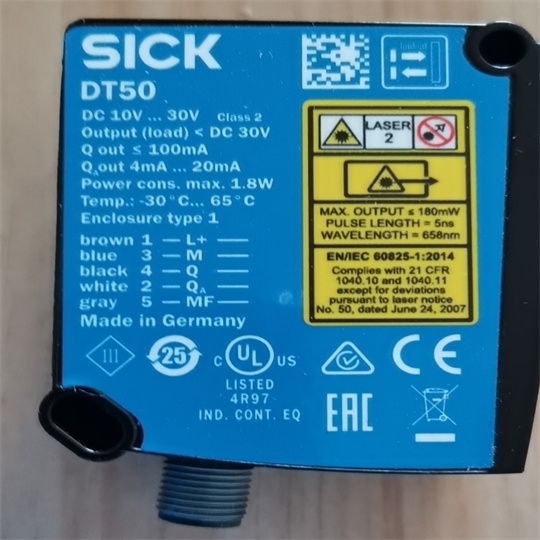 SICK
DT50
DC 10V ... 30V Class 2
Output (load) < DC 30V
Q out ≤ 100mA
QAout 4mA ... 20mA
Power cons. max. 1.8W
Temp.: -30°C... 65°C
Enclosure type 1
brown 1 — L+ —
blue 3 — M —
black 4 — Q —
white 2 — QA —
gray 5 — MF —
Made in Germany
LASER
2
MAX. OUTPUT ≤ 180mW
PULSE LENGTH = 5ns
WAVELENGTH = 658nm
EN/IEC 60825-1:2014
Complies with 21 CFR
1040.10 and 1040.11
except for deviations
pursuant to laser notice
No. 50, dated June 24, 2007
III
25
C UL US
LISTED
4R97
IND. CONT. EQ
CE
EAC